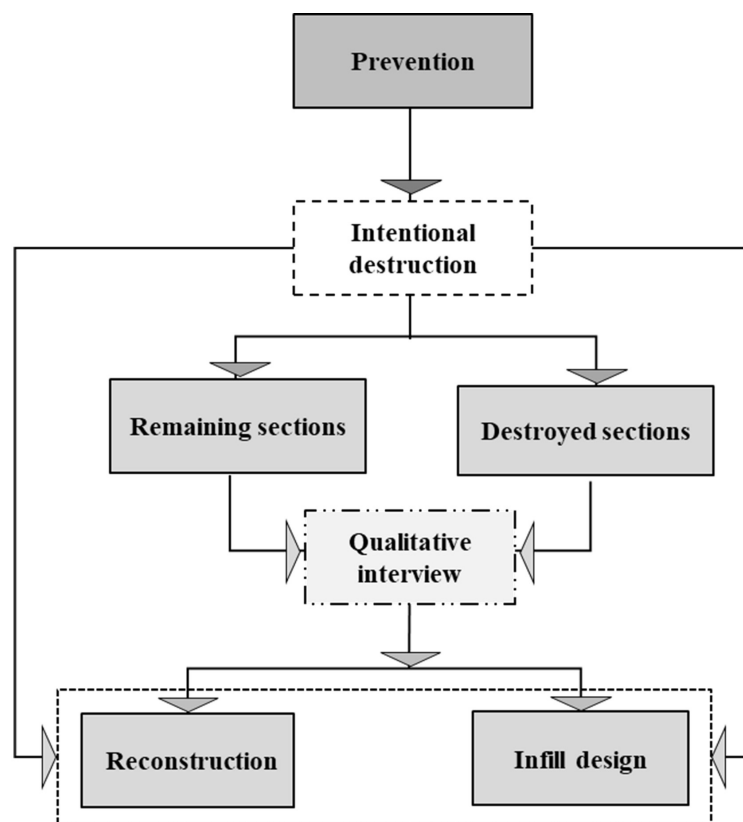 Prevention
Intentional
destruction
Remaining sections
Destroyed sections
Qualitative
interview
Reconstruction
Infill design